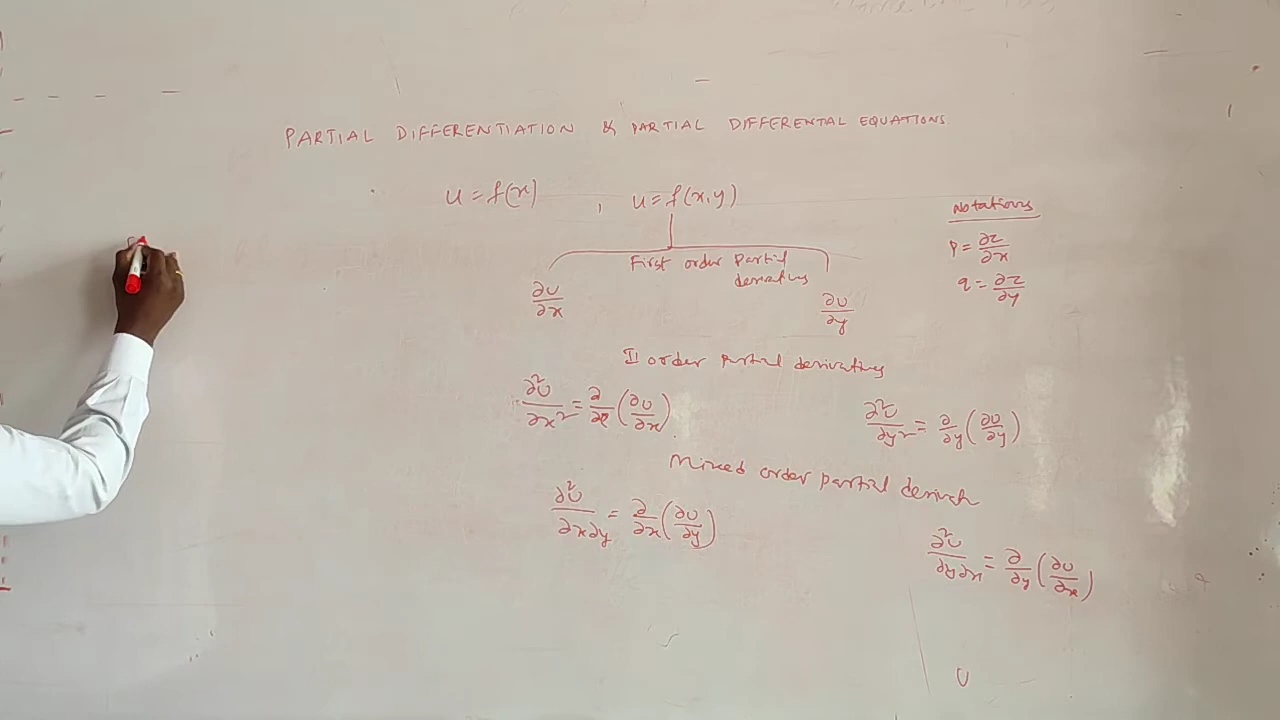 PARTIAL DIFFERENTIATION & PARTIAL DIFFERENTAL EQUATIONS.
u = f(x) , u = f(x,y)
Notations
p = ∂z/∂x
q = ∂z/∂y
First order Partial
derivatives
∂u/∂x ∂u/∂y
II order partial derivatives
∂²u/∂x² = ∂/∂x (∂u/∂x) ∂²u/∂y² = ∂/∂y (∂u/∂y)
Mixed order partial derivat
∂²u/∂x∂y = ∂/∂x (∂u/∂y) ∂²u/∂y∂x = ∂/∂y (∂u/∂x)
U